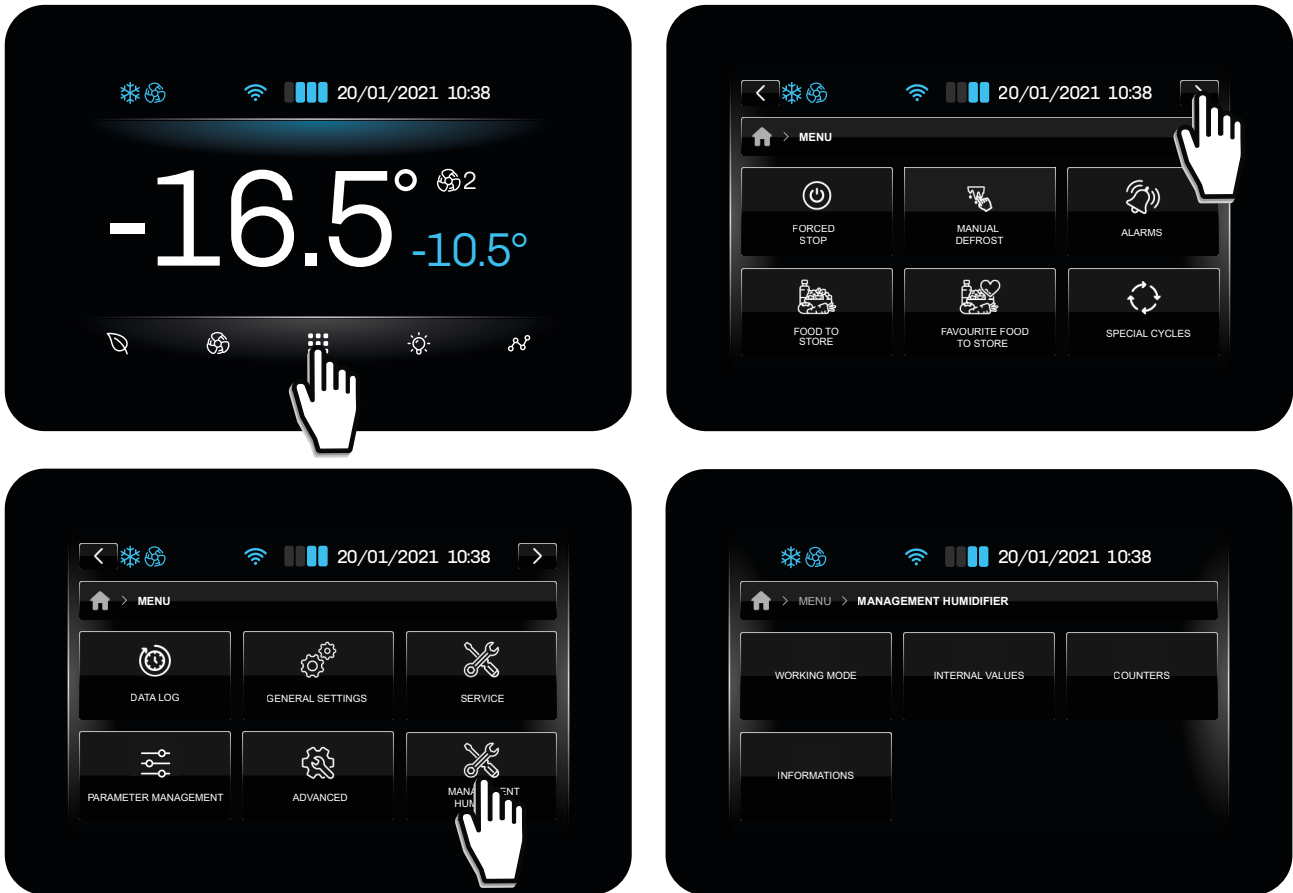 20/01/2021 10:38
-16.5° 2
-10.5°
20/01/2021 10:38
> MENU
FORCED
STOP
MANUAL
DEFROST
ALARMS
FOOD TO
STORE
FAVOURITE FOOD
TO STORE
SPECIAL CYCLES
20/01/2021 10:38
> MENU
DATA LOG
GENERAL SETTINGS
SERVICE
PARAMETER MANAGEMENT
ADVANCED
20/01/2021 10:38
> MENU > MANAGEMENT HUMIDIFIER
WORKING MODE
INTERNAL VALUES
COUNTERS
INFORMATIONS